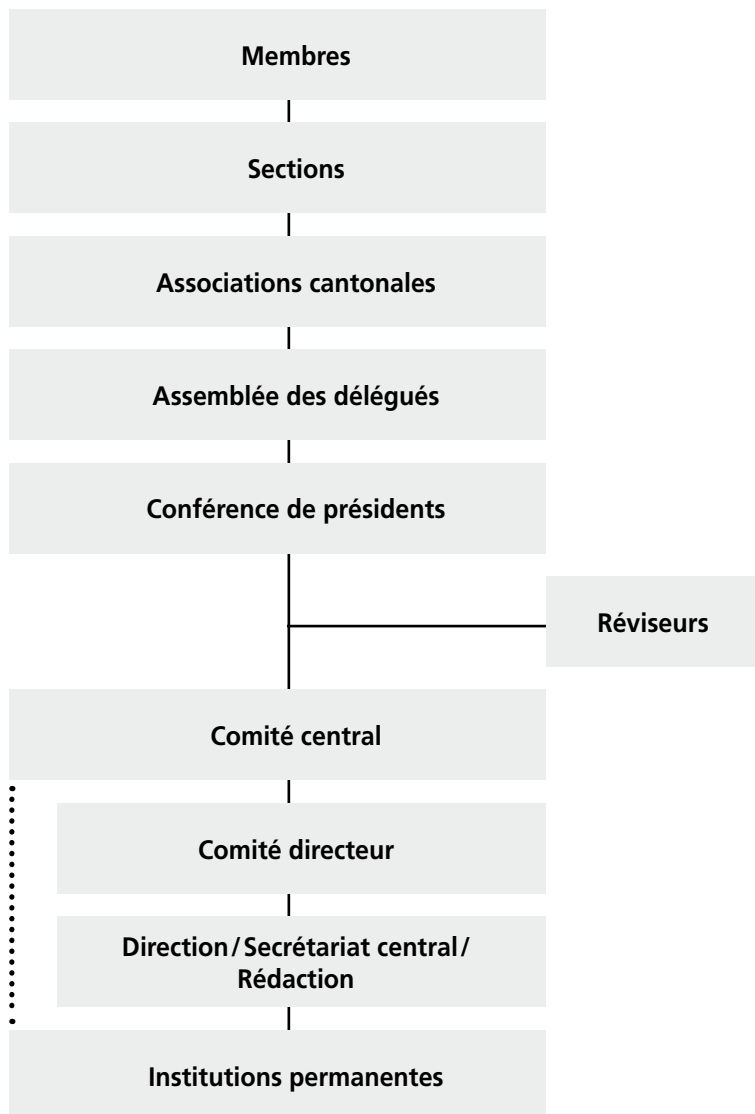 Membres
Sections
Associations cantonales
Assemblée des délégués
Conférence de présidents
Réviseurs
Comité central
Comité directeur
Direction / Secrétariat central /
Rédaction
Institutions permanentes